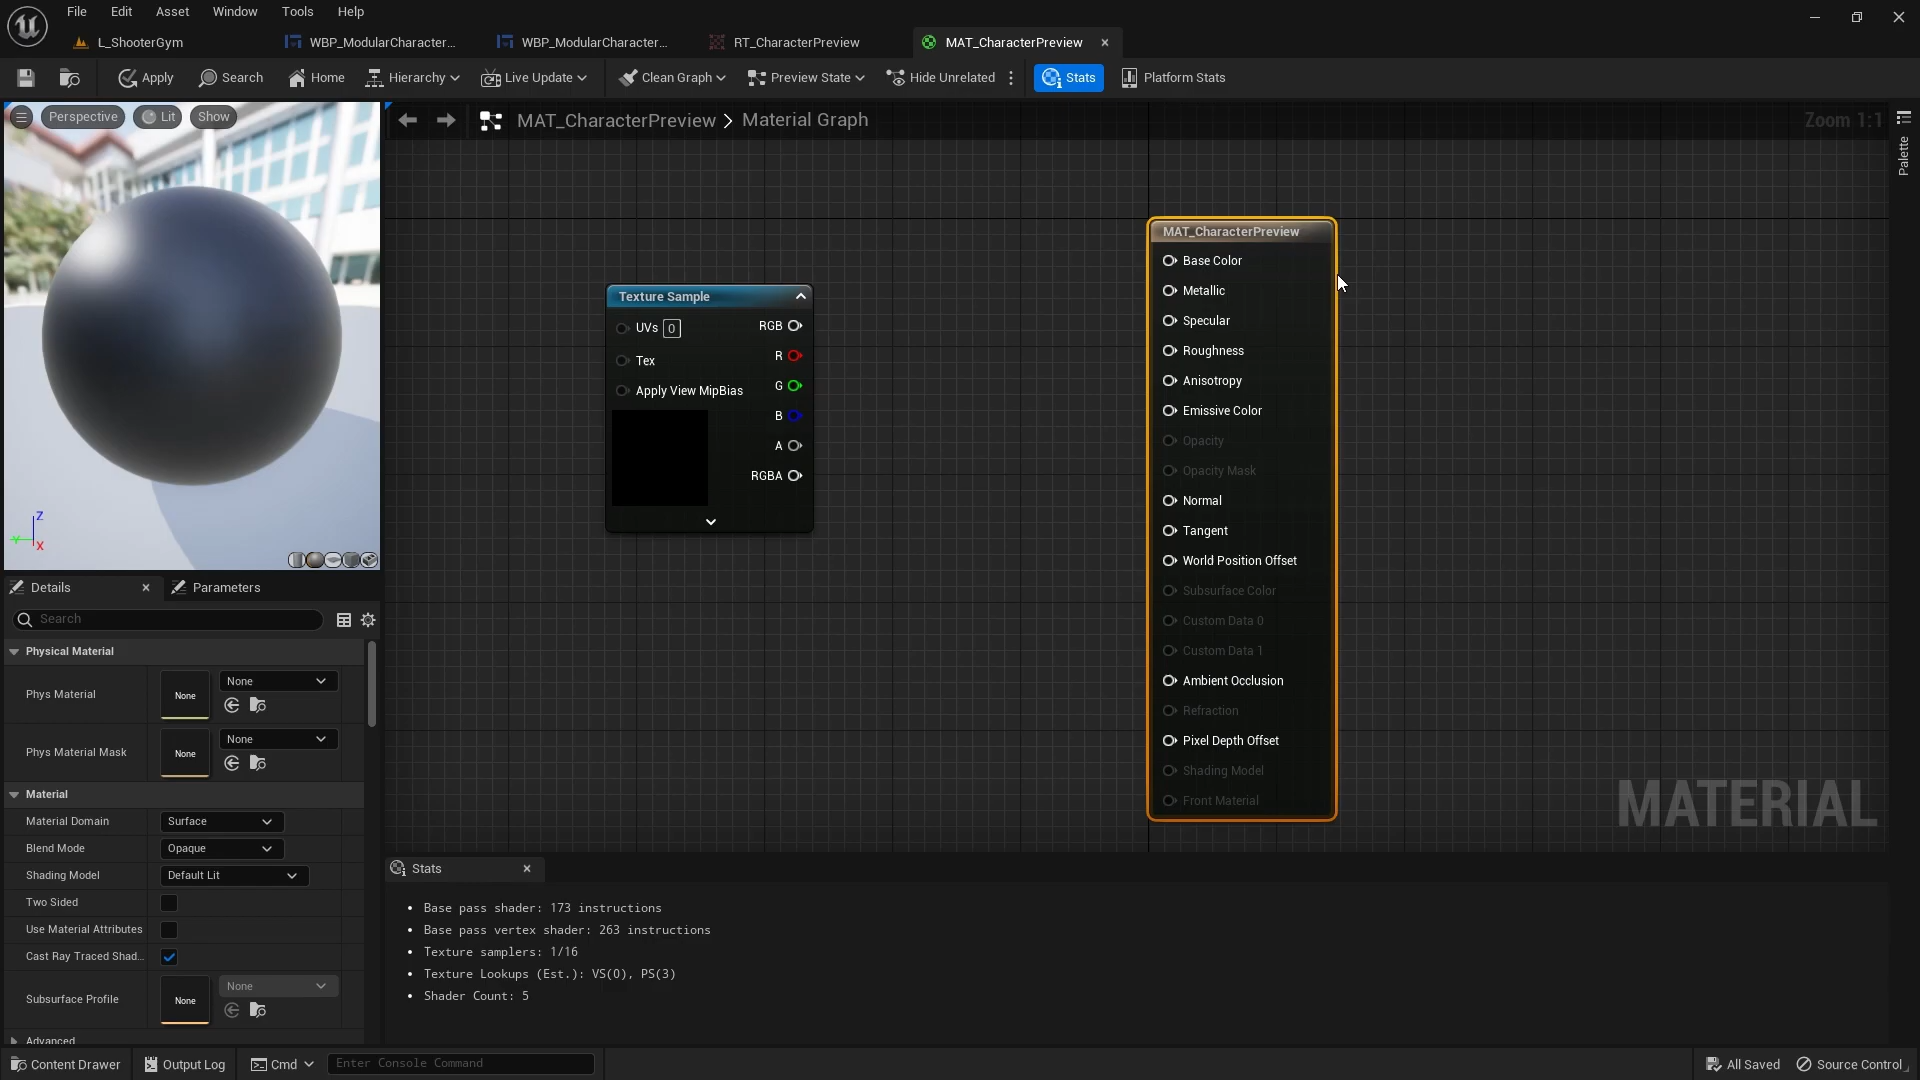 File Edit Asset Window Tools Help
L_ShooterGym WBP_ModularCharacter... WBP_ModularCharacter... RT_CharacterPreview MAT_CharacterPreview
Apply Search Home Hierarchy Live Update Clean Graph Preview State Hide Unrelated Stats Platform Stats
Perspective Lit Show
MAT_CharacterPreview > Material Graph
Zoom 1:1
Palette
Texture Sample
UVs 0 RGB
R
Tex
G
Apply View MipBias
B
A
RGBA
MAT_CharacterPreview
Base Color
Metallic
Specular
Roughness
Anisotropy
Emissive Color
Opacity
Opacity Mask
Normal
Tangent
World Position Offset
Subsurface Color
Custom Data 0
Custom Data 1
Ambient Occlusion
Refraction
Pixel Depth Offset
Shading Model
Front Material
MATERIAL
Z
Y
X
Details Parameters
Search
Physical Material
Phys Material None None
Phys Material Mask None None
Material
Material Domain Surface
Blend Mode Opaque
Shading Model Default Lit
Two Sided
Use Material Attributes
Cast Ray Traced Shad...
Subsurface Profile None None
Advanced
Stats
• Base pass shader: 173 instructions
• Base pass vertex shader: 263 instructions
• Texture samplers: 1/16
• Texture Lookups (Est.): VS(0), PS(3)
• Shader Count: 5
Content Drawer Output Log Cmd Enter Console Command All Saved Source Control